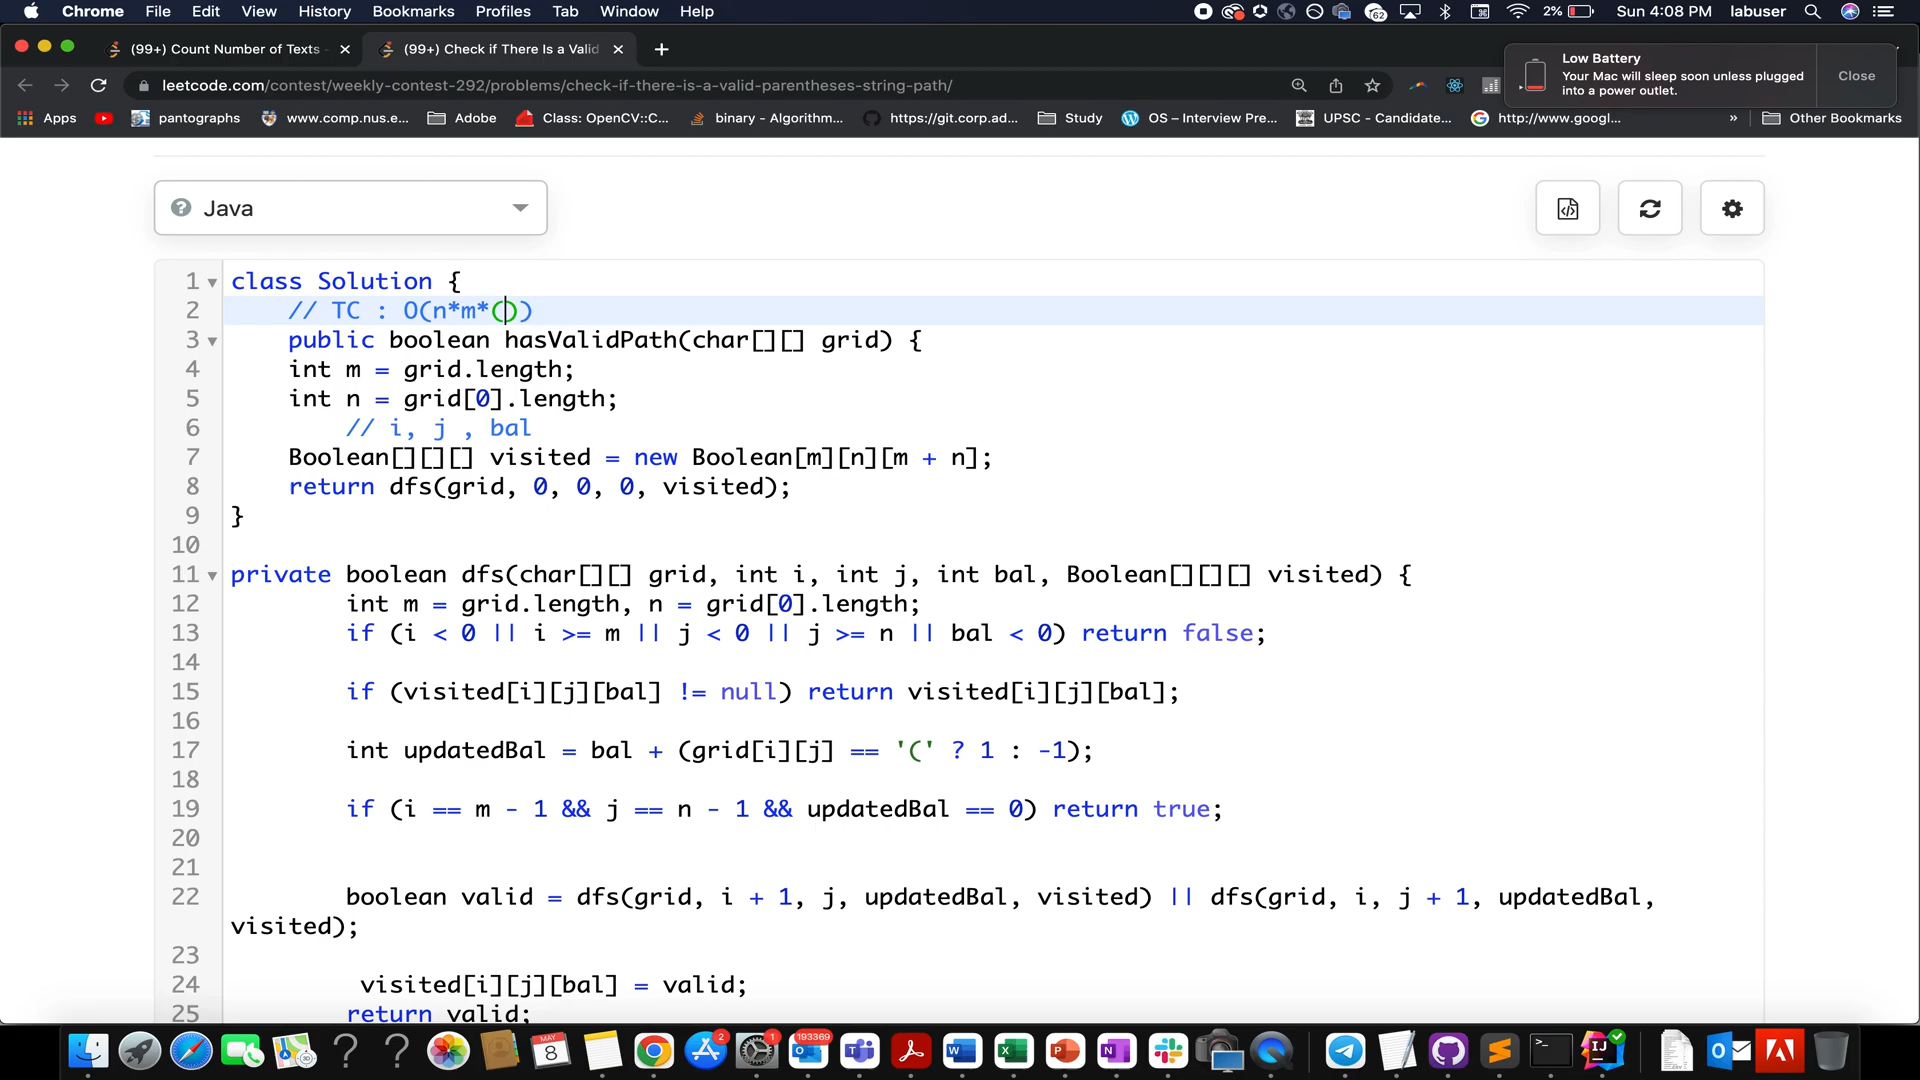 Chrome File Edit View History Bookmarks Profiles Tab Window Help 62 2% Sun 4:08 PM labuser
(99+) Count Number of Texts (99+) Check if There Is a Valid
Low Battery
Your Mac will sleep soon unless plugged
into a power outlet.
Close
leetcode.com/contest/weekly-contest-292/problems/check-if-there-is-a-valid-parentheses-string-path/
Apps pantographs www.comp.nus.e... Adobe Class: OpenCV::C... binary - Algorithm... https://git.corp.ad... Study OS – Interview Pre... UPSC - Candidate... http://www.googl... » Other Bookmarks
Java
1 class Solution {
2 // TC : O(n*m*())
3 public boolean hasValidPath(char[][] grid) {
4 int m = grid.length;
5 int n = grid[0].length;
6 // i, j , bal
7 Boolean[][][] visited = new Boolean[m][n][m + n];
8 return dfs(grid, 0, 0, 0, visited);
9 }
10
11 private boolean dfs(char[][] grid, int i, int j, int bal, Boolean[][][] visited) {
12 int m = grid.length, n = grid[0].length;
13 if (i < 0 || i >= m || j < 0 || j >= n || bal < 0) return false;
14
15 if (visited[i][j][bal] != null) return visited[i][j][bal];
16
17 int updatedBal = bal + (grid[i][j] == '(' ? 1 : -1);
18
19 if (i == m - 1 && j == n - 1 && updatedBal == 0) return true;
20
21
22 boolean valid = dfs(grid, i + 1, j, updatedBal, visited) || dfs(grid, i, j + 1, updatedBal,
visited);
23
24 visited[i][j][bal] = valid;
25 return valid;
MAY 8 2 1 193369